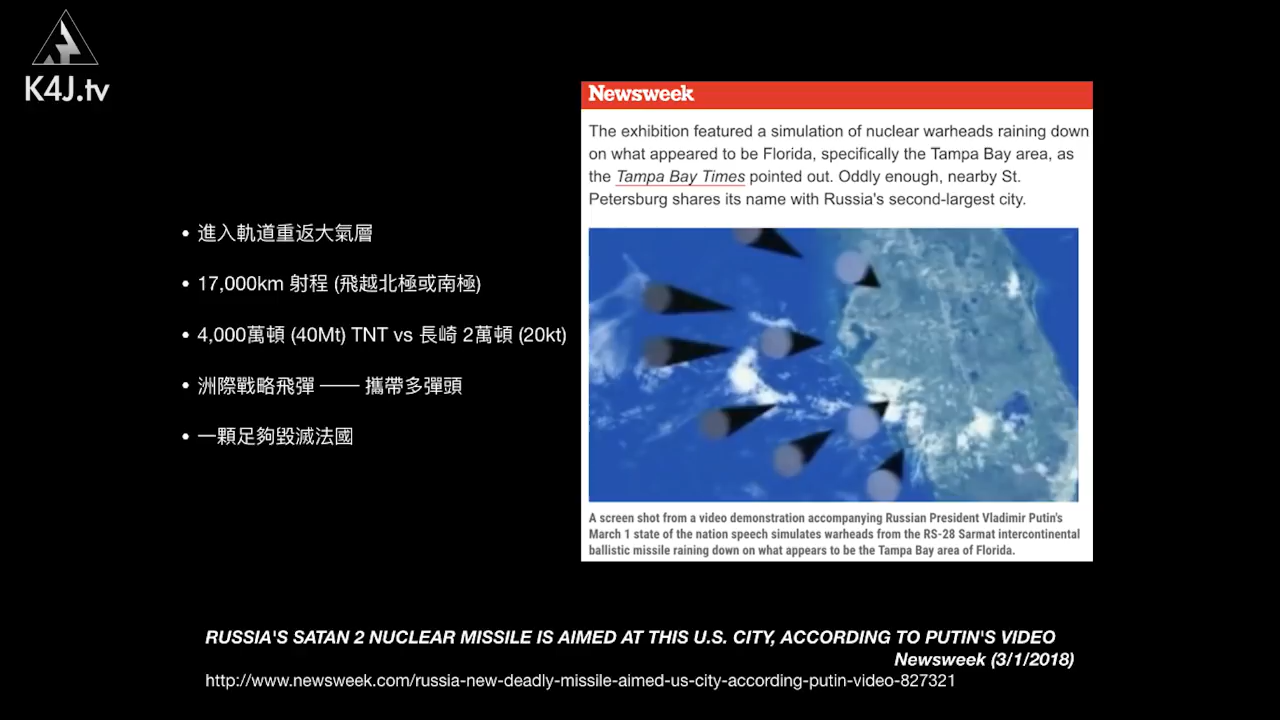 K4J.tv
• 進入軌道重返大氣層
• 17,000km 射程 (飛越北極或南極)
• 4,000萬頓 (40Mt) TNT vs 長崎 2萬頓 (20kt)
• 洲際戰略飛彈 —— 攜帶多彈頭
• 一顆足夠毀滅法國
Newsweek
The exhibition featured a simulation of nuclear warheads raining down
on what appeared to be Florida, specifically the Tampa Bay area, as
the Tampa Bay Times pointed out. Oddly enough, nearby St.
Petersburg shares its name with Russia's second-largest city.
A screen shot from a video demonstration accompanying Russian President Vladimir Putin's
March 1 state of the nation speech simulates warheads from the RS-28 Sarmat intercontinental
ballistic missile raining down on what appears to be the Tampa Bay area of Florida.
RUSSIA'S SATAN 2 NUCLEAR MISSILE IS AIMED AT THIS U.S. CITY, ACCORDING TO PUTIN'S VIDEO
Newsweek (3/1/2018)
http://www.newsweek.com/russia-new-deadly-missile-aimed-us-city-according-putin-video-827321